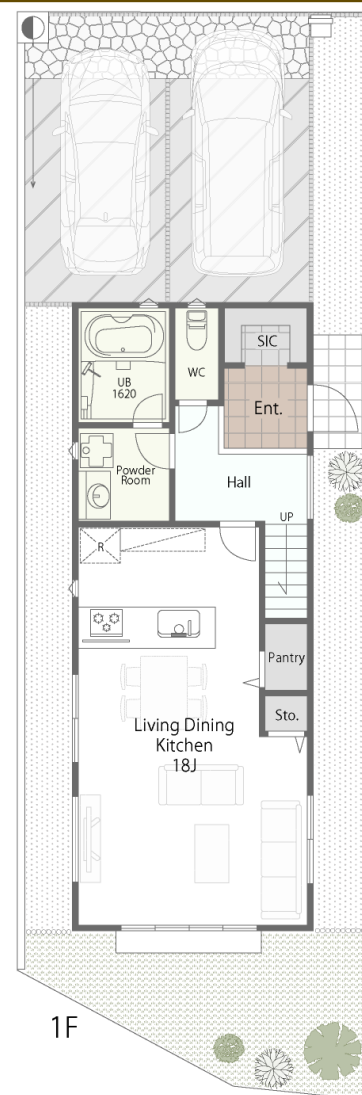 SIC
UB
1620
WC
Ent.
Powder
Room
Hall
UP
R
Pantry
Sto.
Living Dining
Kitchen
18J
1F